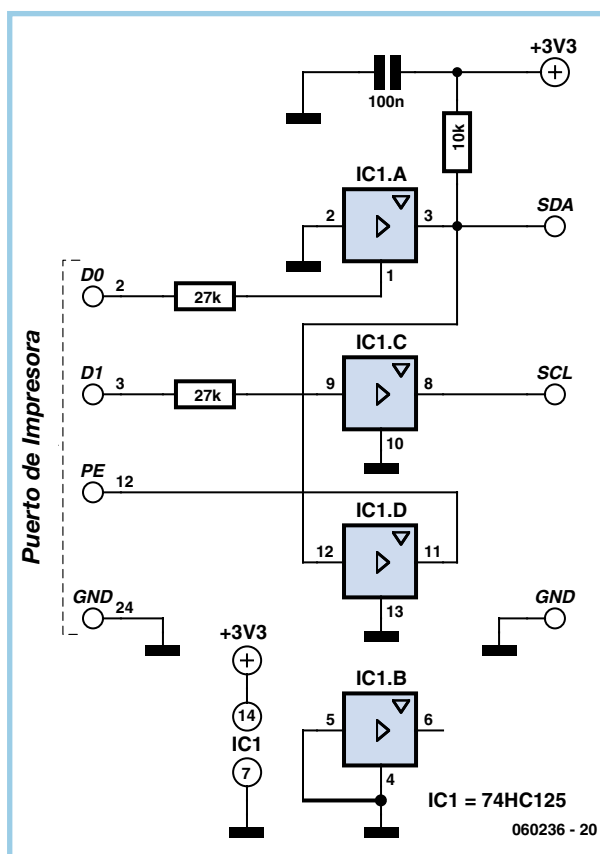 +3V3
100n
10k
IC1.A
2
3
SDA
1
D0
2
27k
IC1.C
D1
3
27k
9
8
SCL
10
PE
12
IC1.D
12
11
13
GND
24
GND
+3V3
14
IC1
7
IC1.B
5
6
4
IC1 = 74HC125
060236 - 20
Puerto de Impresora